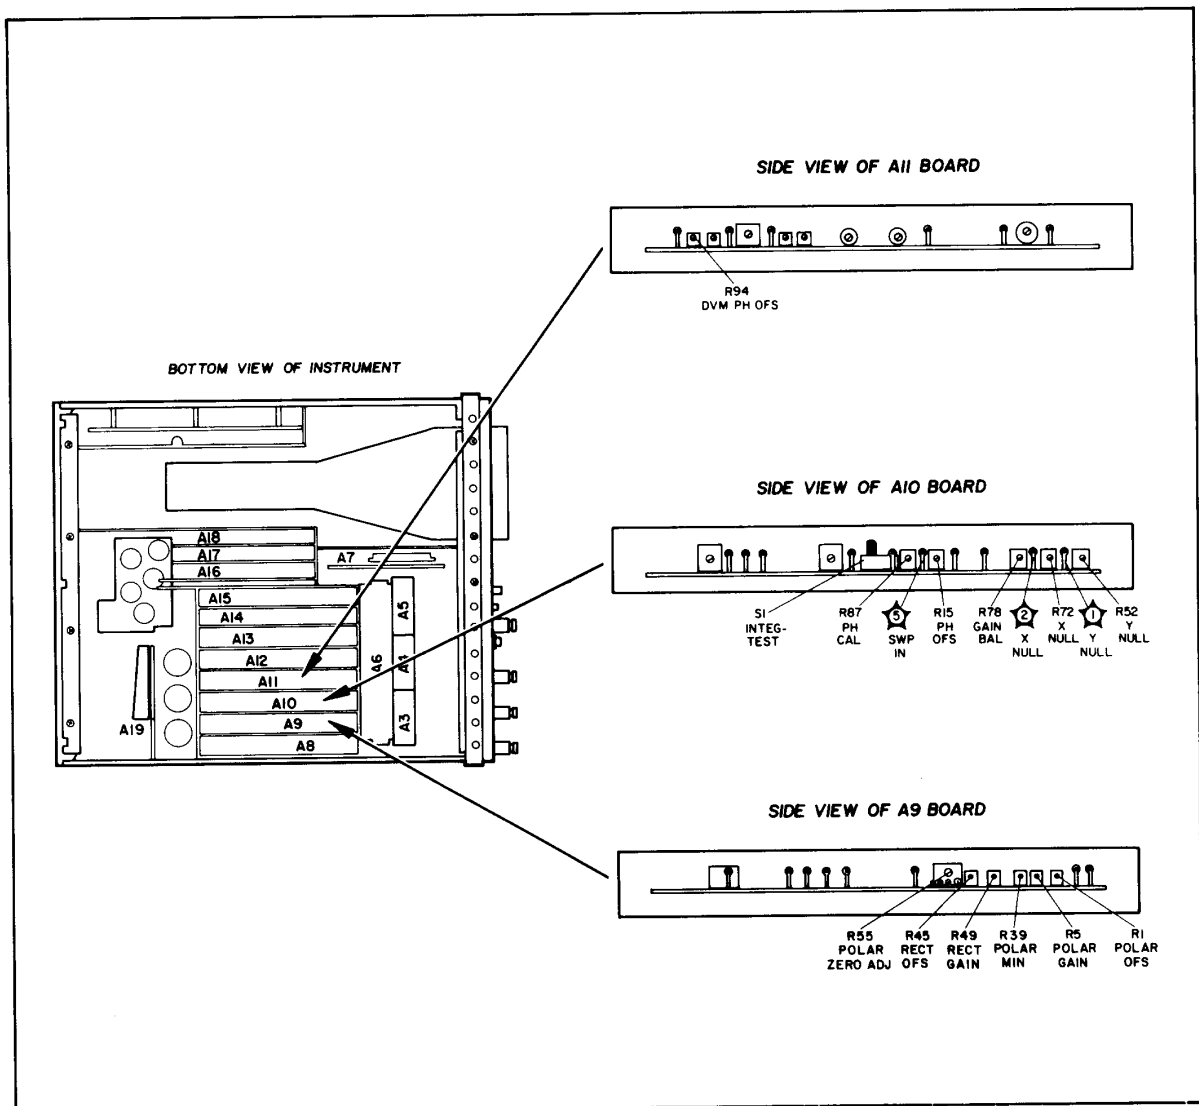 SIDE VIEW OF A11 BOARD
R94
DVM PH OFS
BOTTOM VIEW OF INSTRUMENT
A18
A17
A16
A15
A14
A13
A12
A11
A10
A9
A8
A7
A6
A5
A4
A3
A19
SIDE VIEW OF A10 BOARD
S1
INTEG-
TEST
R87
PH
CAL
5
SWP
IN
R15
PH
OFS
R78
GAIN
BAL
2
X
NULL
R72
X
NULL
1
Y
NULL
R52
Y
NULL
SIDE VIEW OF A9 BOARD
R55
POLAR
ZERO ADJ
R45
RECT
OFS
R49
RECT
GAIN
R39
POLAR
MIN
R5
POLAR
GAIN
R1
POLAR
OFS